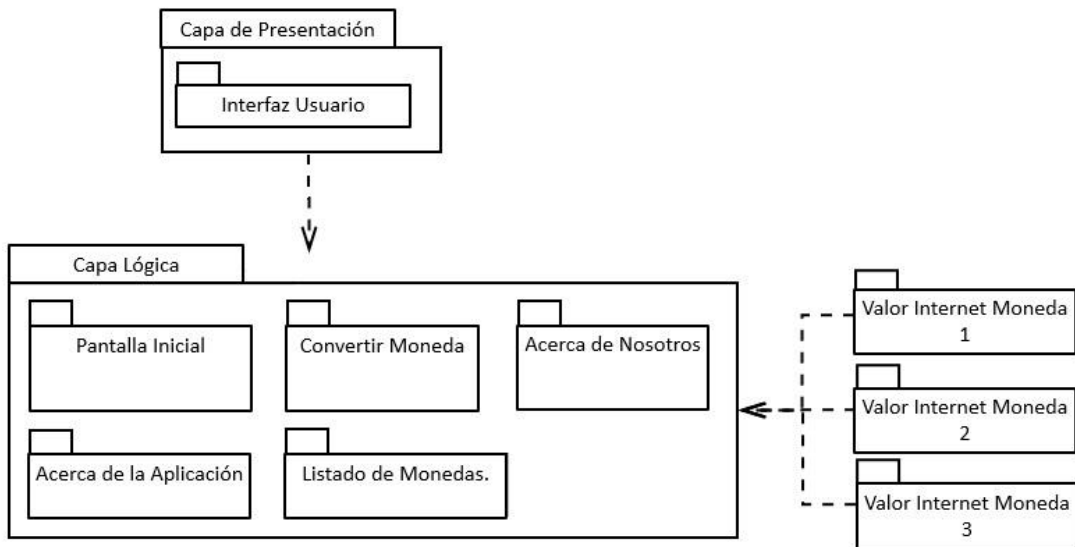 Capa de Presentación
Interfaz Usuario
Capa Lógica
Pantalla Inicial
Convertir Moneda
Acerca de Nosotros
Acerca de la Aplicación
Listado de Monedas.
Valor Internet Moneda
1
Valor Internet Moneda
2
Valor Internet Moneda
3